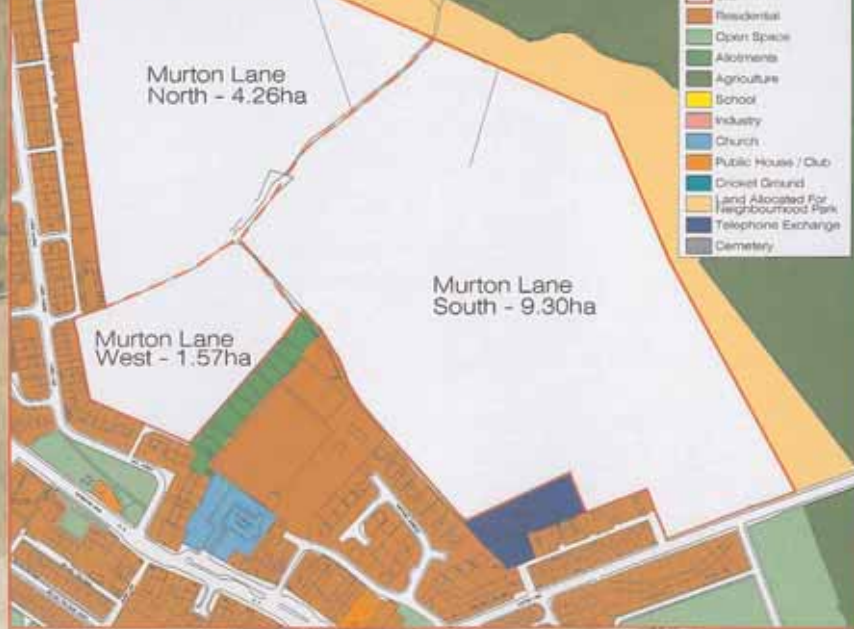 Murton Lane
North - 4.26ha
Murton Lane
South - 9.30ha
Murton Lane
West - 1.57ha
Residential
Open Space
Allotments
Agriculture
School
Industry
Church
Public House / Club
Cricket Ground
Land Allocated For
Neighbourhood Park
Telephone Exchange
Cemetery